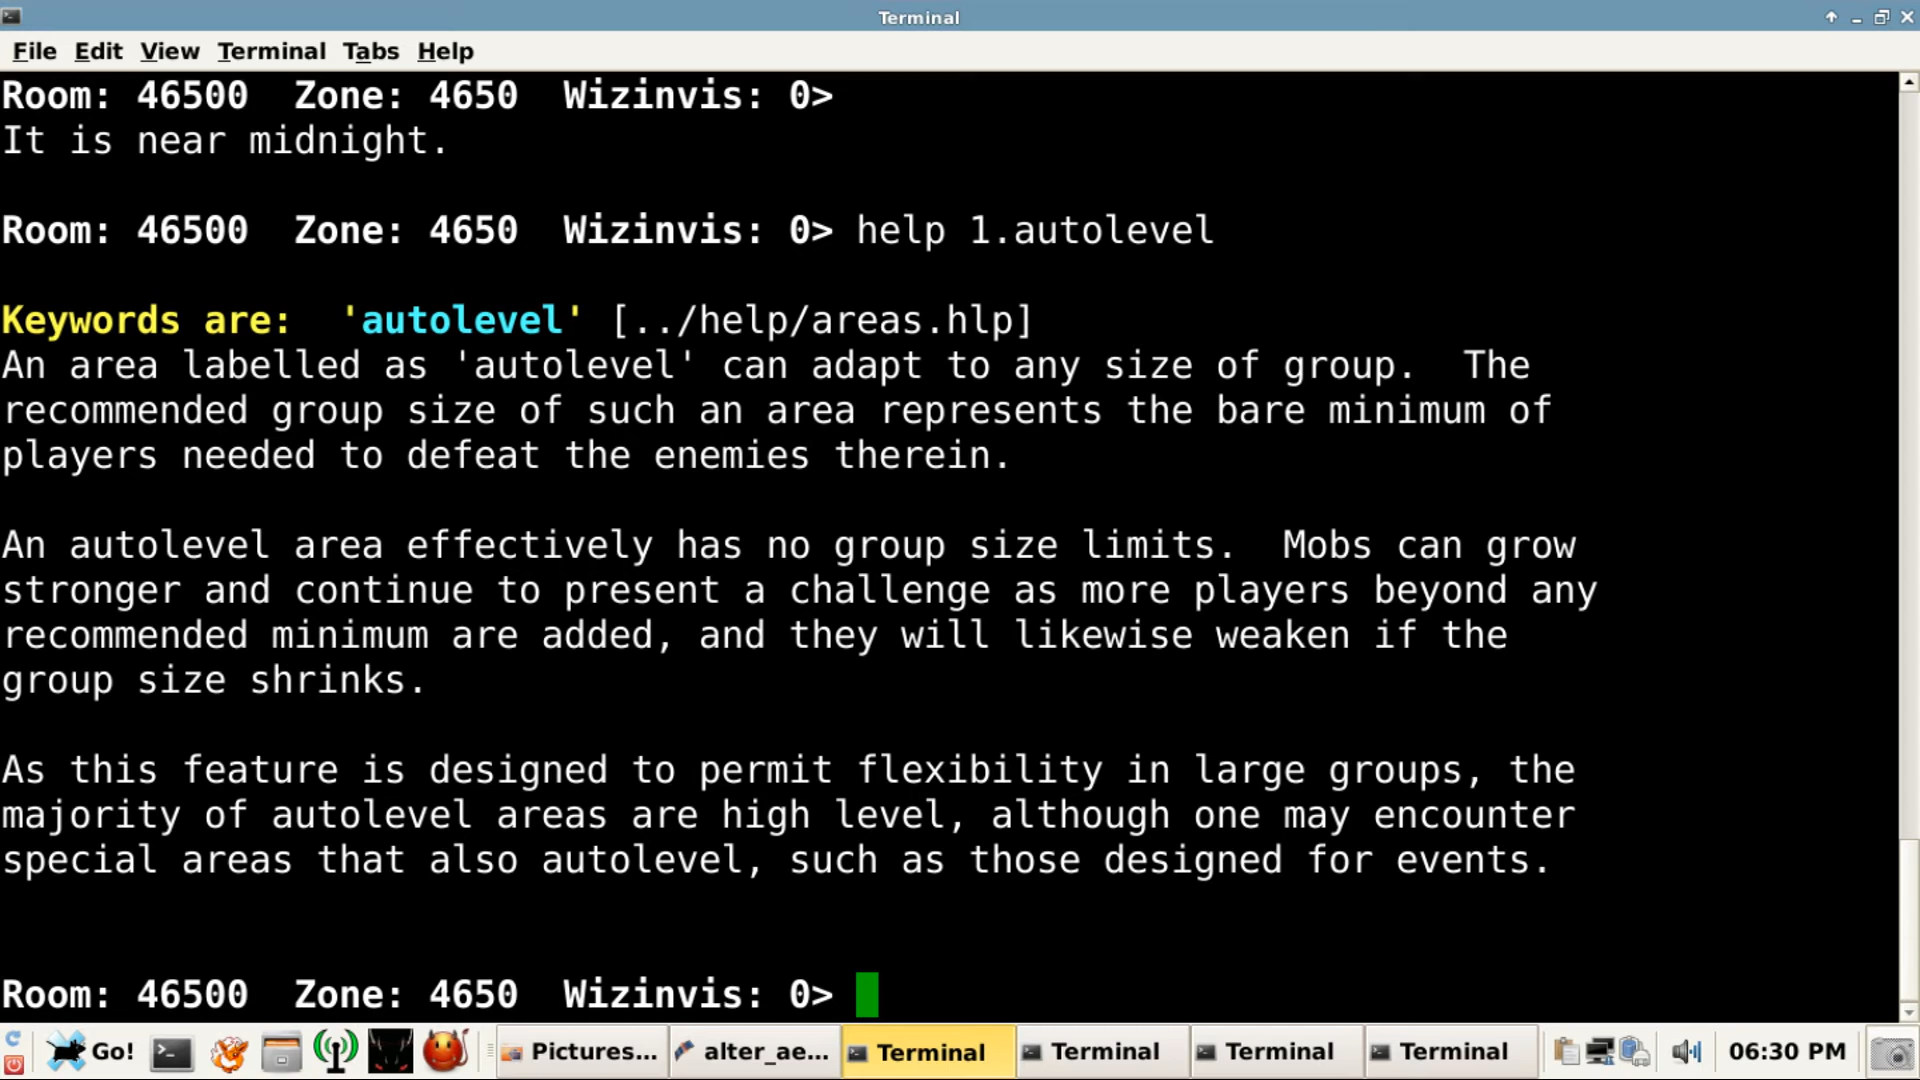 Terminal
File Edit View Terminal Tabs Help
Room: 46500  Zone: 4650  Wizinvis: 0>
It is near midnight.
Room: 46500  Zone: 4650  Wizinvis: 0> help 1.autolevel
Keywords are:  'autolevel' [../help/areas.hlp]
An area labelled as 'autolevel' can adapt to any size of group.  The
recommended group size of such an area represents the bare minimum of
players needed to defeat the enemies therein.
An autolevel area effectively has no group size limits.  Mobs can grow
stronger and continue to present a challenge as more players beyond any
recommended minimum are added, and they will likewise weaken if the
group size shrinks.
As this feature is designed to permit flexibility in large groups, the
majority of autolevel areas are high level, although one may encounter
special areas that also autolevel, such as those designed for events.
Room: 46500  Zone: 4650  Wizinvis: 0>
Go! Pictures... alter_ae... Terminal Terminal Terminal Terminal 06:30 PM